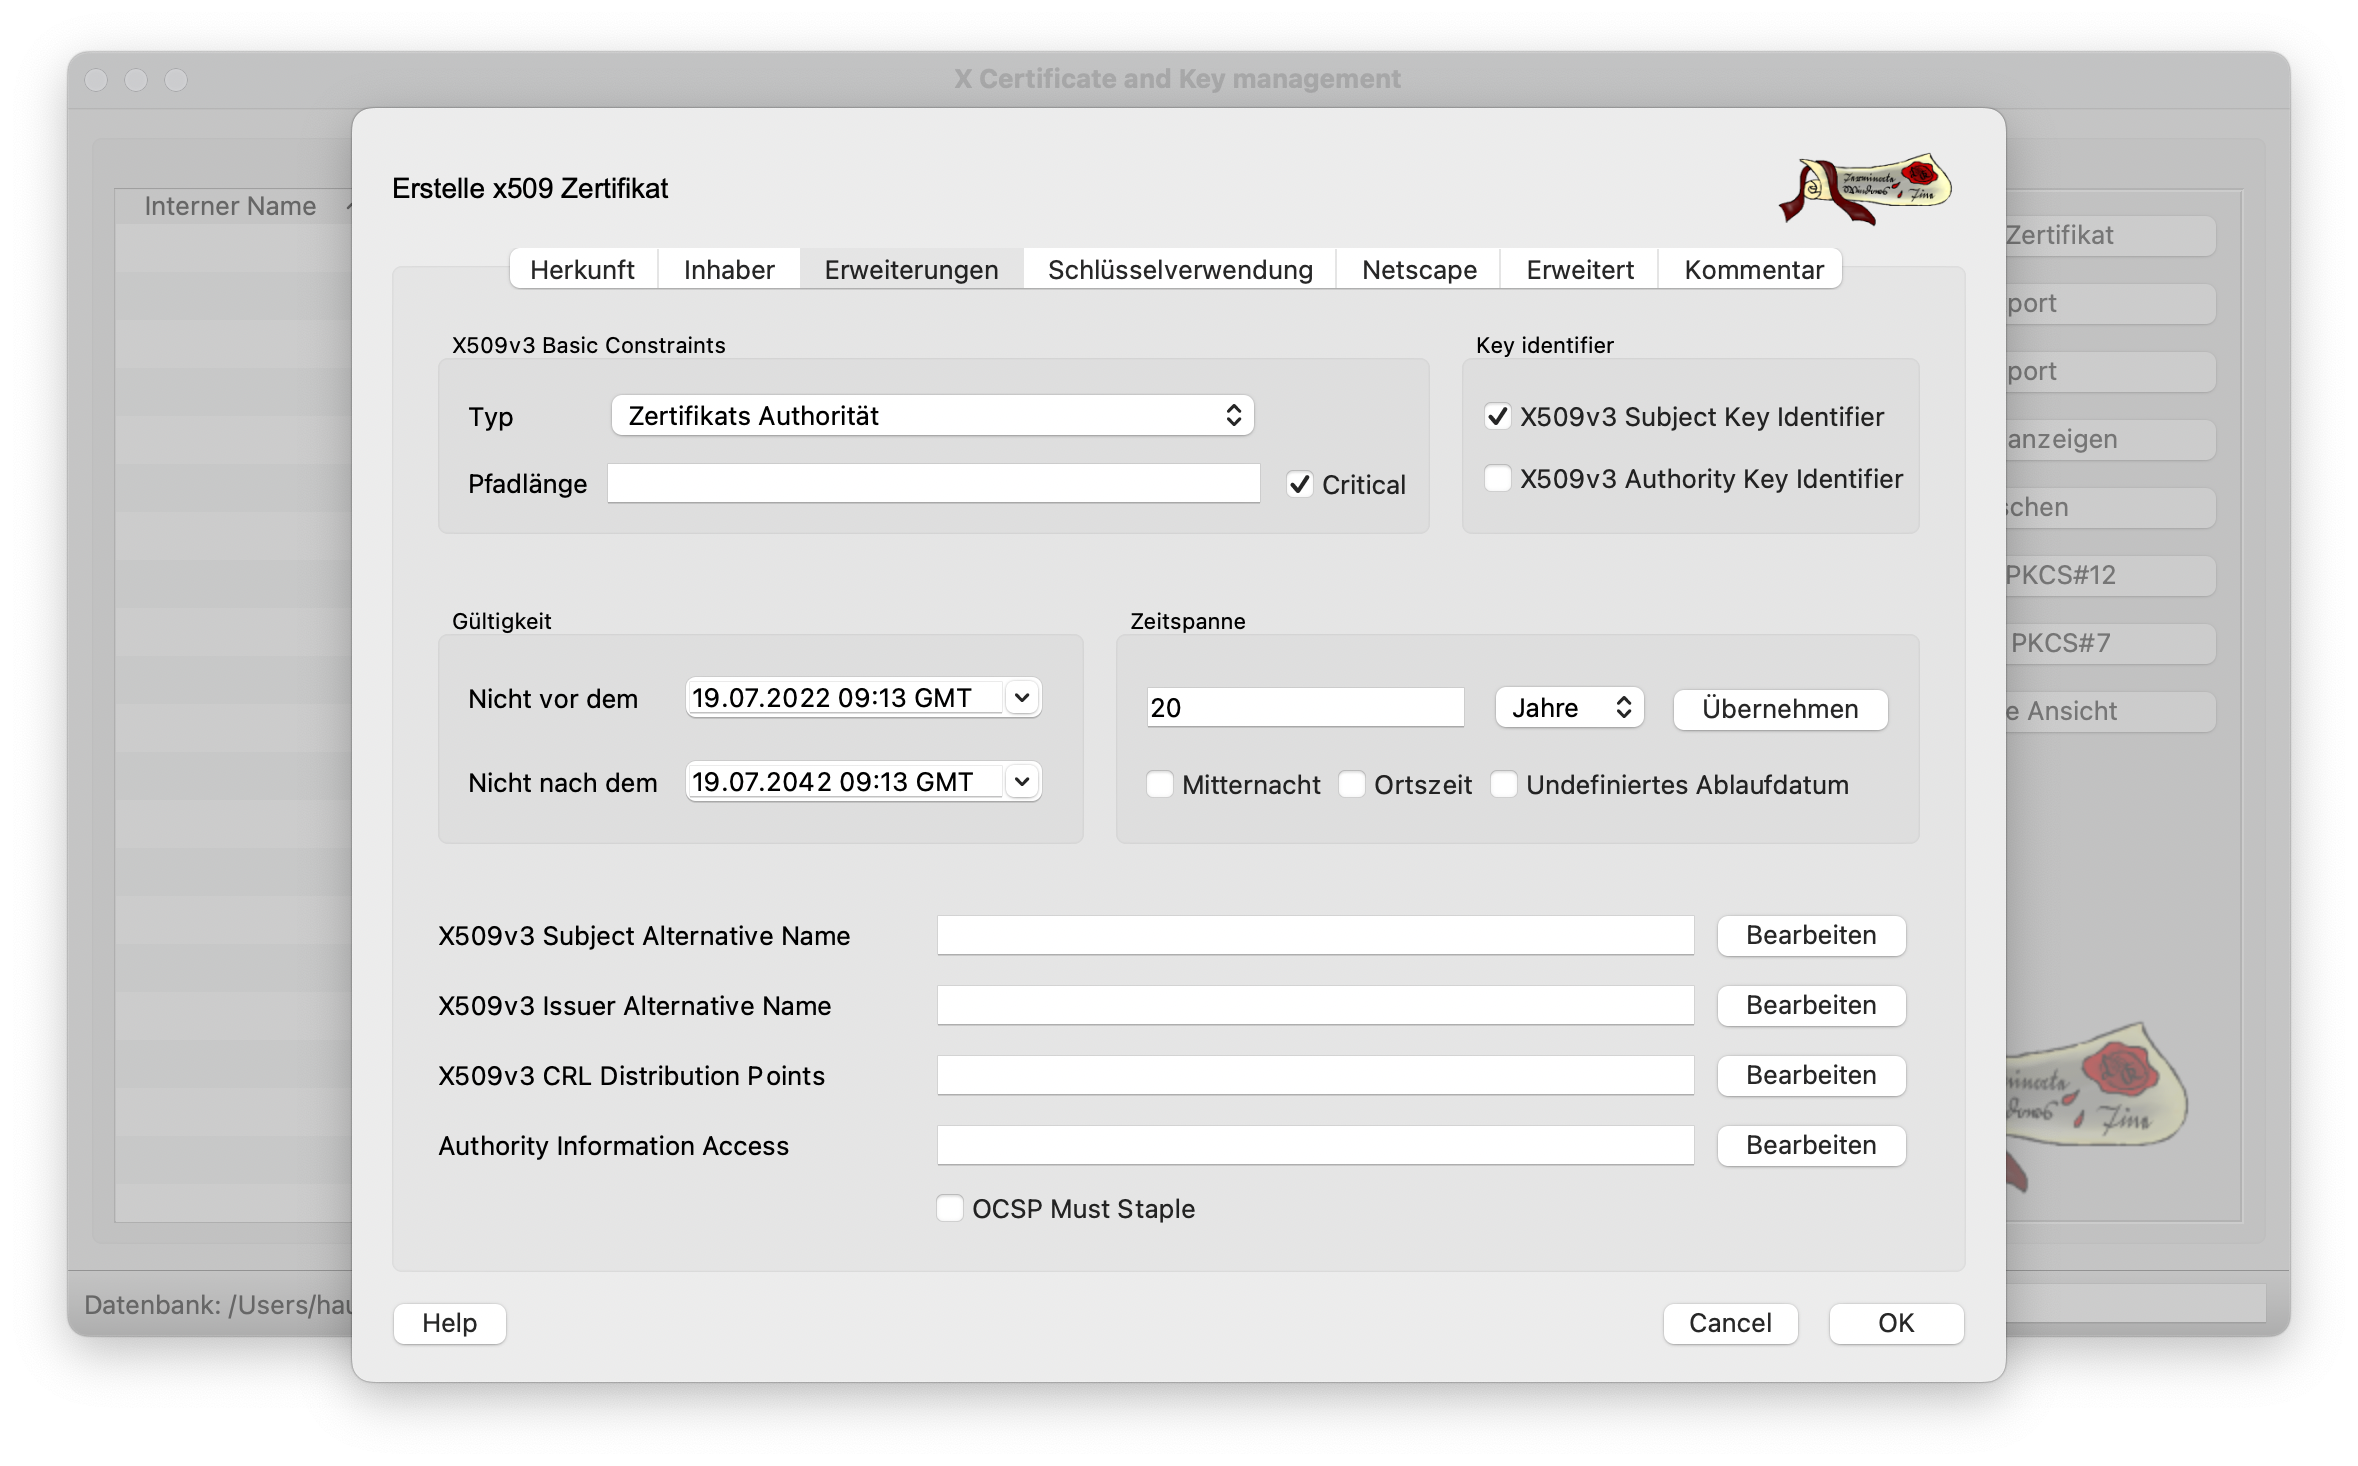 X Certificate and Key management
Interner Name
Zertifikat
port
port
anzeigen
schen
PKCS#12
PKCS#7
e Ansicht
Datenbank: /Users/hau
Erstelle x509 Zertifikat
Herkunft Inhaber Erweiterungen Schlüsselverwendung Netscape Erweitert Kommentar
X509v3 Basic Constraints
Typ Zertifikats Authorität
Pfadlänge Critical
Key identifier
X509v3 Subject Key Identifier
X509v3 Authority Key Identifier
Gültigkeit
Nicht vor dem 19.07.2022 09:13 GMT
Nicht nach dem 19.07.2042 09:13 GMT
Zeitspanne
20 Jahre Übernehmen
Mitternacht Ortszeit Undefiniertes Ablaufdatum
X509v3 Subject Alternative Name Bearbeiten
X509v3 Issuer Alternative Name Bearbeiten
X509v3 CRL Distribution Points Bearbeiten
Authority Information Access Bearbeiten
OCSP Must Staple
Help Cancel OK